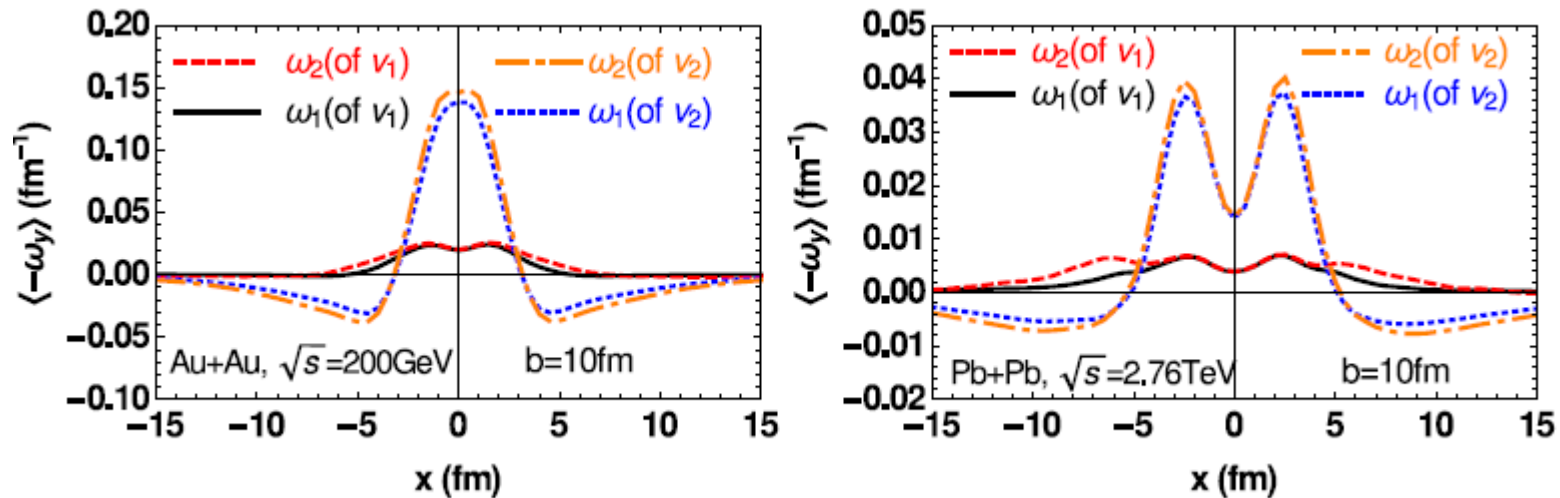 0.20
0.15
0.10
0.05
0.00
−0.05
−0.10
⟨−ω_y⟩ (fm⁻¹)
ω₂(of v₁)
ω₁(of v₁)
ω₂(of v₂)
ω₁(of v₂)
Au+Au, √s=200GeV
b=10fm
−15 −10 −5 0 5 10 15
x (fm)
0.05
0.04
0.03
0.02
0.01
0.00
−0.01
−0.02
⟨−ω_y⟩ (fm⁻¹)
ω₂(of v₁)
ω₁(of v₁)
ω₂(of v₂)
ω₁(of v₂)
Pb+Pb, √s=2.76TeV
b=10fm
−15 −10 −5 0 5 10 15
x (fm)